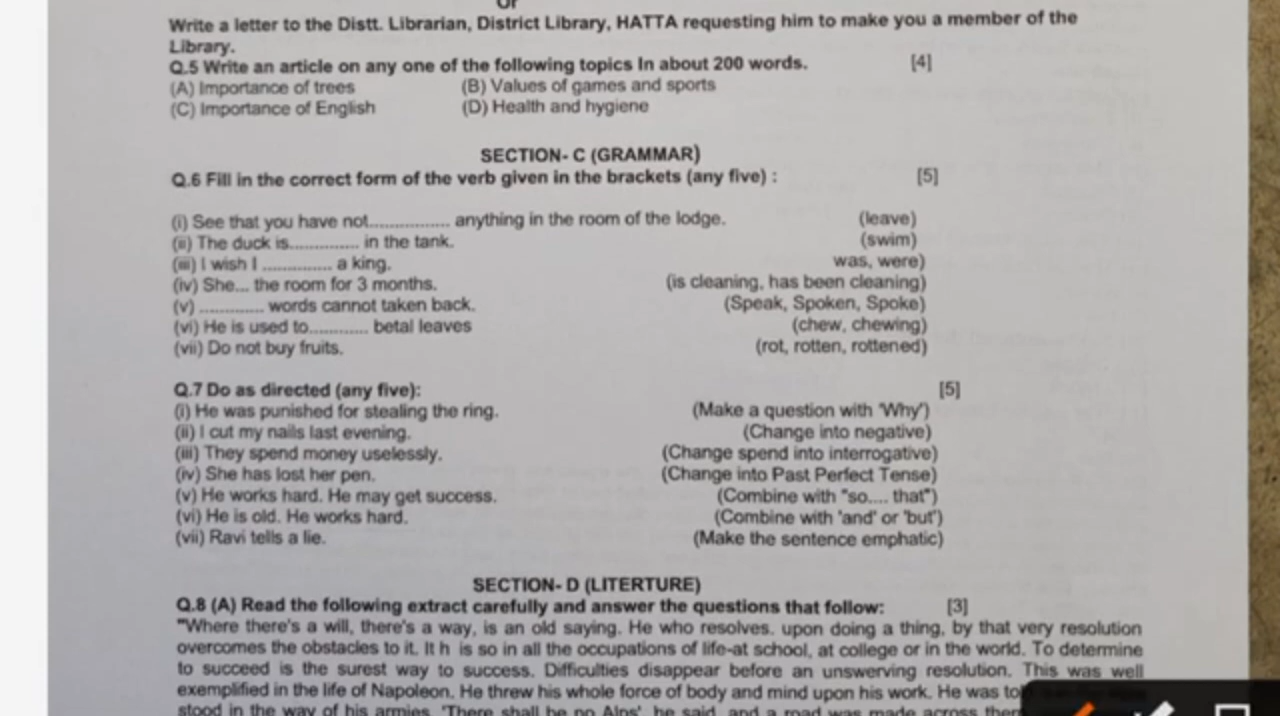 Or
Write a letter to the Distt. Librarian, District Library, HATTA requesting him to make you a member of the
Library.
Q.5 Write an article on any one of the following topics In about 200 words. [4]
(A) Importance of trees (B) Values of games and sports
(C) Importance of English (D) Health and hygiene
SECTION- C (GRAMMAR)
Q.6 Fill in the correct form of the verb given in the brackets (any five) : [5]
(i) See that you have not................ anything in the room of the lodge. (leave)
(ii) The duck is.............. in the tank. (swim)
(iii) I wish I .............. a king. was, were)
(iv) She... the room for 3 months. (is cleaning, has been cleaning)
(v) ............. words cannot taken back. (Speak, Spoken, Spoke)
(vi) He is used to............ betal leaves (chew, chewing)
(vii) Do not buy fruits. (rot, rotten, rottened)
Q.7 Do as directed (any five): [5]
(i) He was punished for stealing the ring. (Make a question with 'Why')
(ii) I cut my nails last evening. (Change into negative)
(iii) They spend money uselessly. (Change spend into interrogative)
(iv) She has lost her pen. (Change into Past Perfect Tense)
(v) He works hard. He may get success. (Combine with "so.... that")
(vi) He is old. He works hard. (Combine with 'and' or 'but')
(vii) Ravi tells a lie. (Make the sentence emphatic)
SECTION- D (LITERTURE)
Q.8 (A) Read the following extract carefully and answer the questions that follow: [3]
"Where there's a will, there's a way, is an old saying. He who resolves. upon doing a thing, by that very resolution
overcomes the obstacles to it. It h is so in all the occupations of life-at school, at college or in the world. To determine
to succeed is the surest way to success. Difficulties disappear before an unswerving resolution. This was well
exemplified in the life of Napoleon. He threw his whole force of body and mind upon his work. He was
stood in the way of his armies. 'There shall be no Alps', he said, and a road was made across